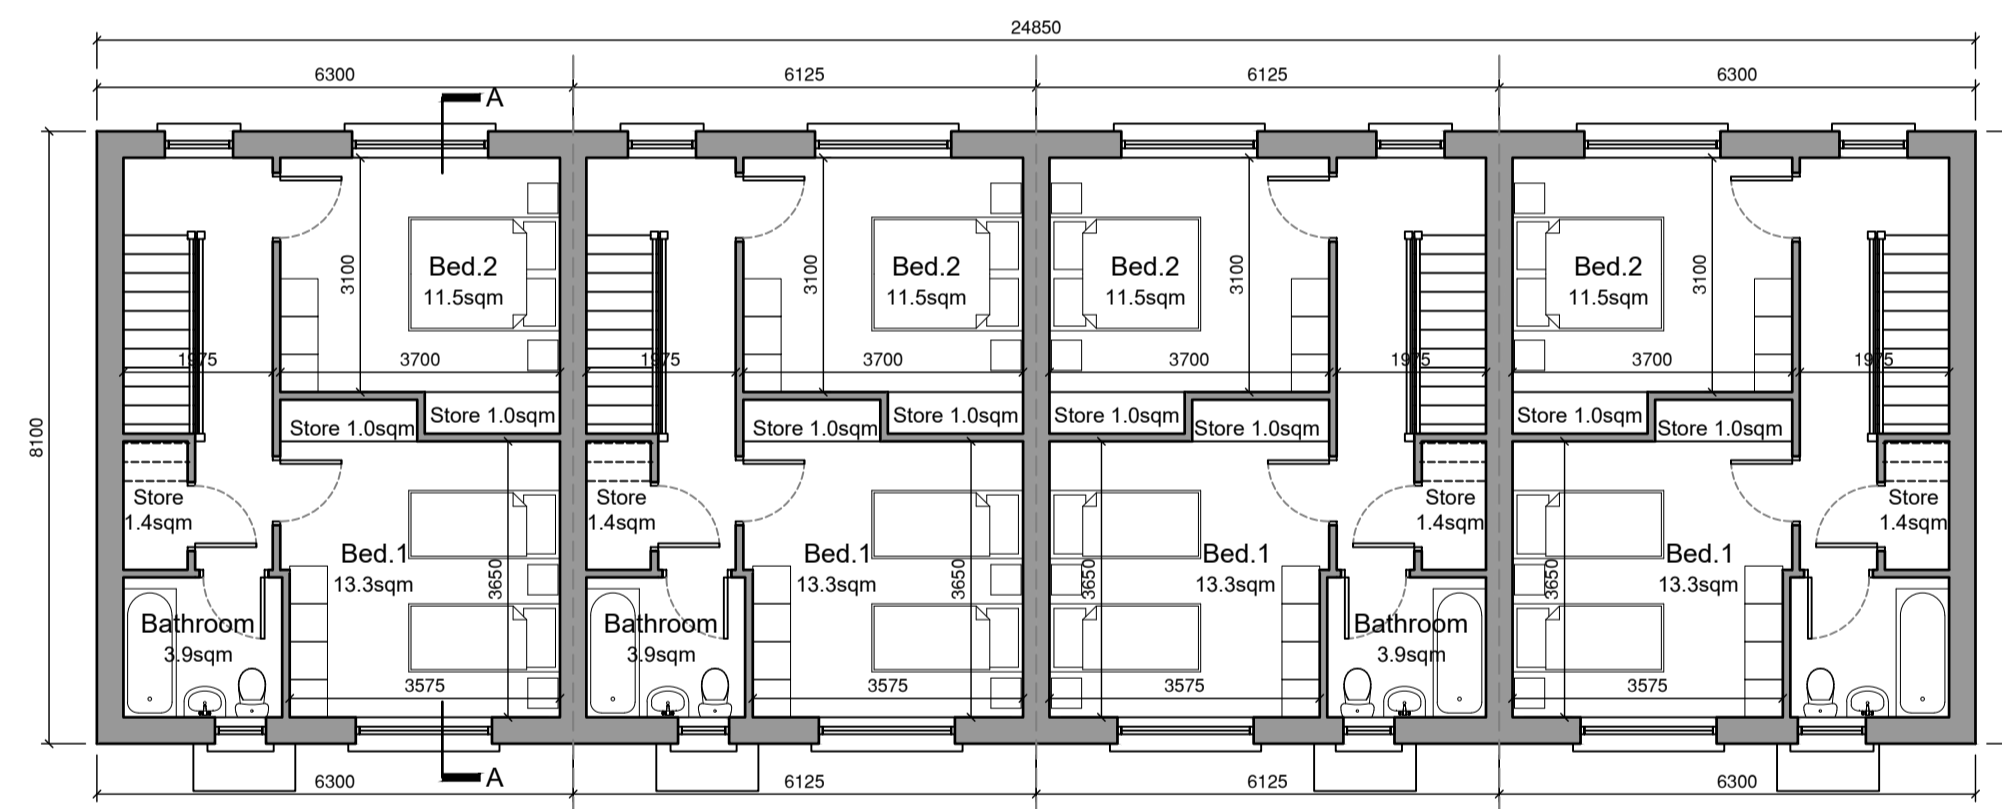 24850
6300 6125 6125 6300
A
8100
Bed.2 Bed.2 Bed.2 Bed.2
11.5sqm 11.5sqm 11.5sqm 11.5sqm
3100 3100 3100 3100
1975 3700 1975 3700 3700 1975 3700 1975
Store 1.0sqm Store 1.0sqm Store 1.0sqm Store 1.0sqm
Store 1.0sqm Store 1.0sqm Store 1.0sqm Store 1.0sqm
Store Store Store Store
1.4sqm 1.4sqm 1.4sqm 1.4sqm
Bed.1 Bed.1 Bed.1 Bed.1
13.3sqm 13.3sqm 13.3sqm 13.3sqm
3650 3650 3650 3650
Bathroom Bathroom Bathroom
3.9sqm 3.9sqm 3.9sqm
3575 3575 3575 3575
A
6300 6125 6125 6300